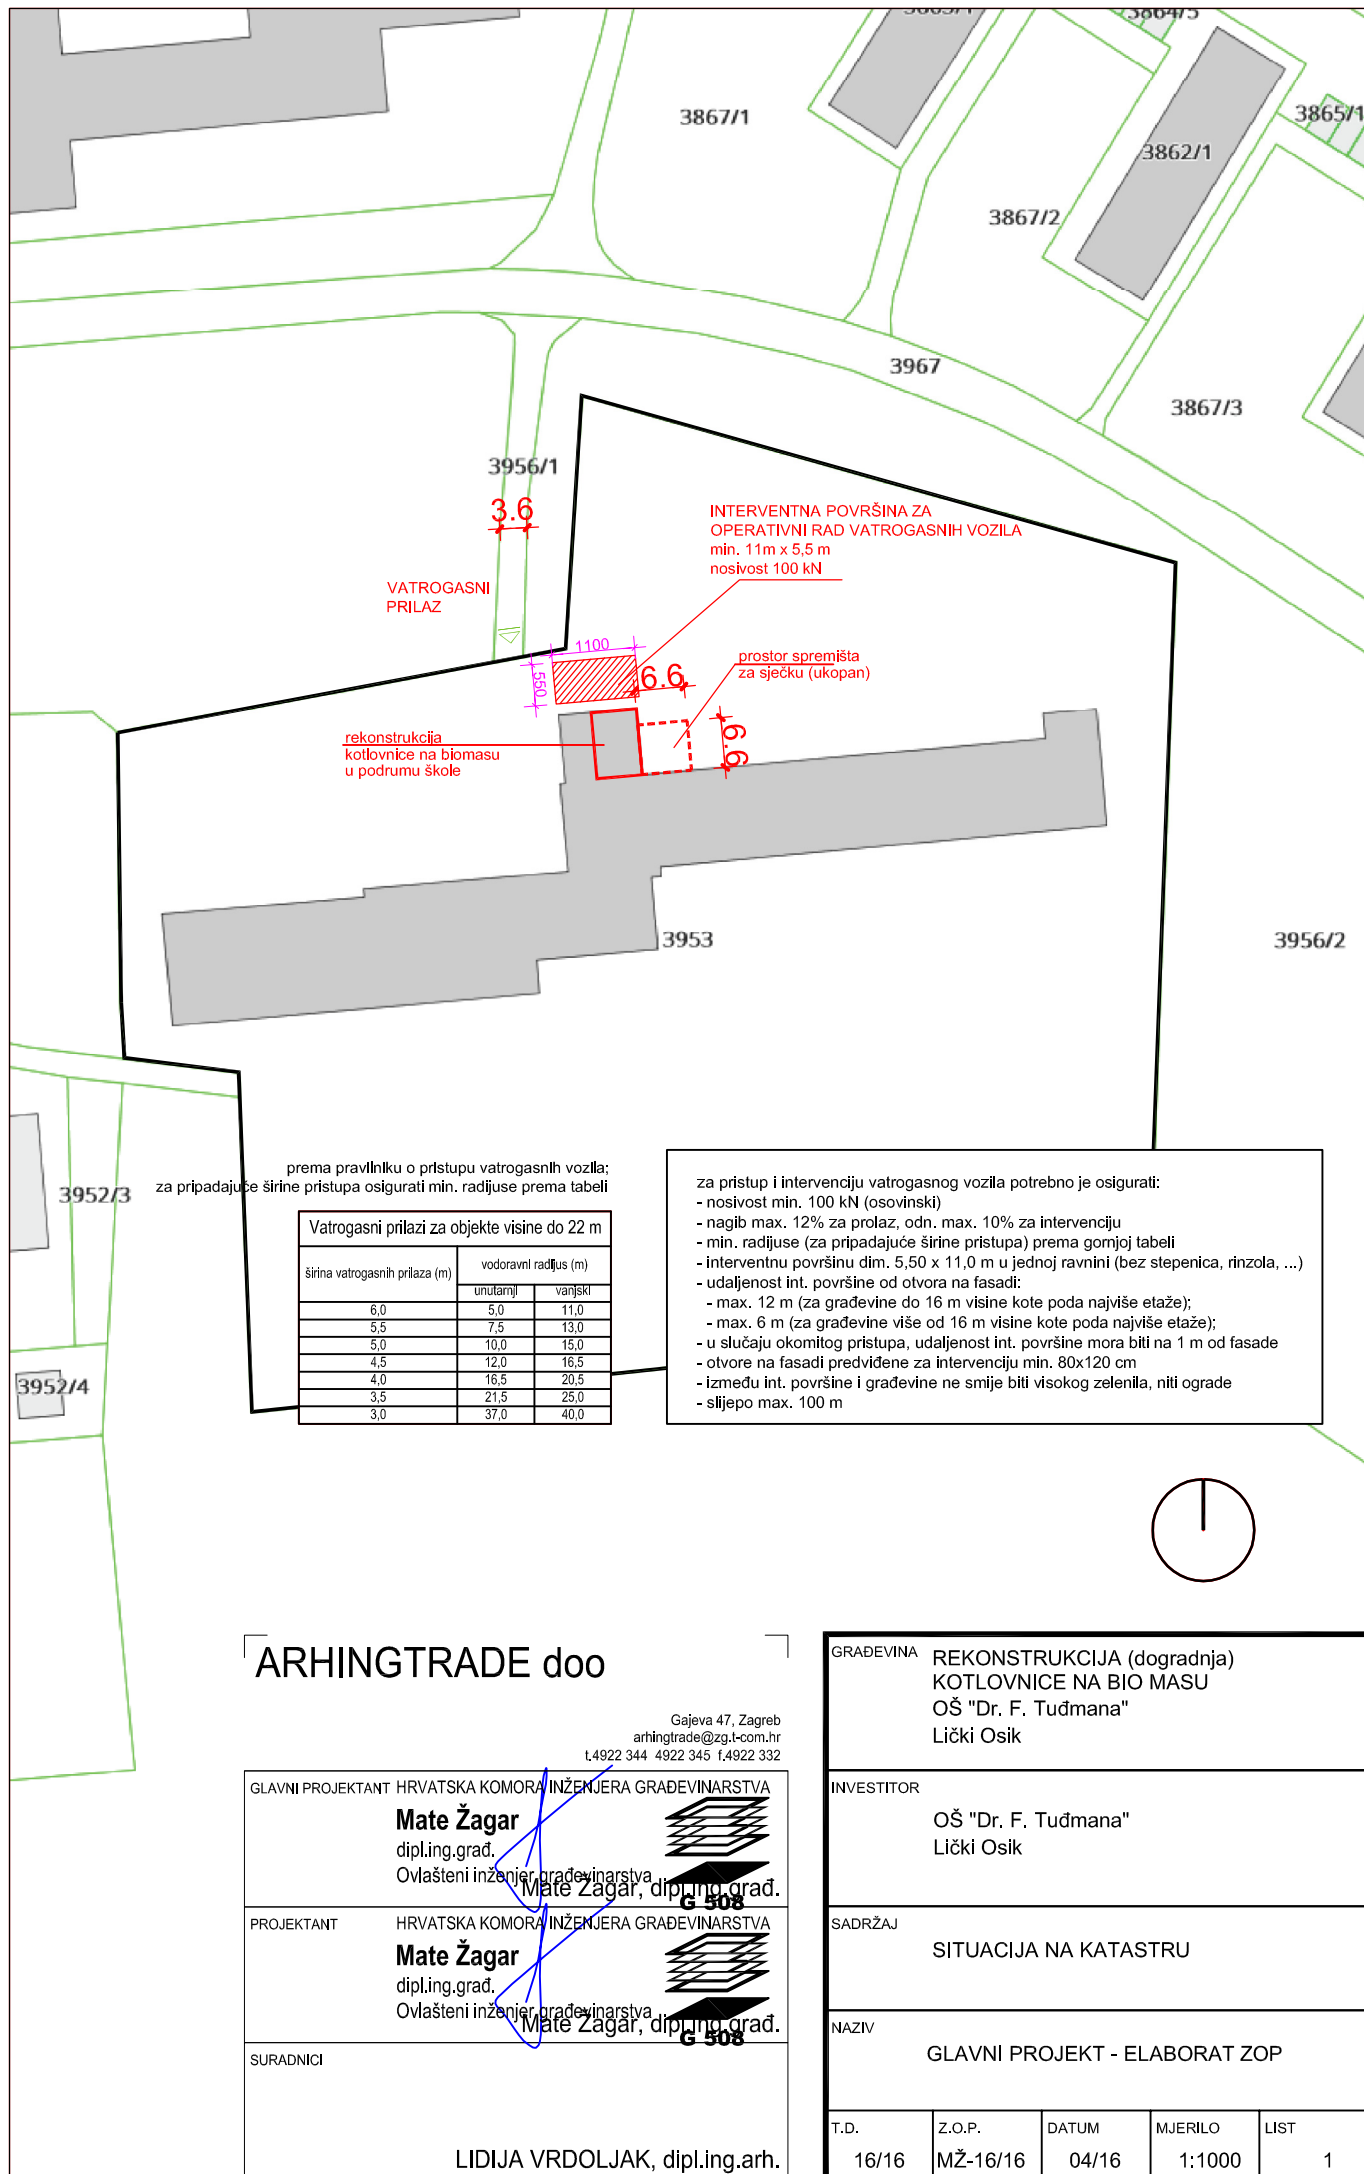 3864/5
3867/1
3865/1
3862/1
3867/2
3967
3867/3
3956/1
3.6
INTERVENTNA POVRŠINA ZA
OPERATIVNI RAD VATROGASNIH VOZILA
min. 11m x 5,5 m
nosivost 100 kN
VATROGASNI
PRILAZ
1100
550
6.6
prostor spremišta
za sječku (ukopan)
6.6
rekonstrukcija
kotlovnice na biomasu
u podrumu škole
3953
3956/2
3952/3
3952/4
prema pravilniku o pristupu vatrogasnih vozila;
za pripadajuće širine pristupa osigurati min. radijuse prema tabeli
Vatrogasni prilazi za objekte visine do 22 m
širina vatrogasnih prilaza (m) vodoravni radijus (m)
unutarnji vanjski
6,0 5,0 11,0
5,5 7,5 13,0
5,0 10,0 15,0
4,5 12,0 16,5
4,0 16,5 20,5
3,5 21,5 25,0
3,0 37,0 40,0
za pristup i intervenciju vatrogasnog vozila potrebno je osigurati:
- nosivost min. 100 kN (osovinski)
- nagib max. 12% za prolaz, odn. max. 10% za intervenciju
- min. radijuse (za pripadajuće širine pristupa) prema gornjoj tabeli
- interventnu površinu dim. 5,50 x 11,0 m u jednoj ravnini (bez stepenica, rinzola, ...)
- udaljenost int. površine od otvora na fasadi:
- max. 12 m (za građevine do 16 m visine kote poda najviše etaže);
- max. 6 m (za građevine više od 16 m visine kote poda najviše etaže);
- u slučaju okomitog pristupa, udaljenost int. površine mora biti na 1 m od fasade
- otvore na fasadi predviđene za intervenciju min. 80x120 cm
- između int. površine i građevine ne smije biti visokog zelenila, niti ograde
- slijepo max. 100 m
ARHINGTRADE doo
Gajeva 47, Zagreb
arhingtrade@zg.t-com.hr
t.4922 344 4922 345 f.4922 332
GLAVNI PROJEKTANT
HRVATSKA KOMORA INŽENJERA GRAĐEVINARSTVA
Mate Žagar
dipl.ing.građ.
Ovlašteni inženjer građevinarstva
Mate Žagar, dipl.ing.građ.
G 508
PROJEKTANT
HRVATSKA KOMORA INŽENJERA GRAĐEVINARSTVA
Mate Žagar
dipl.ing.građ.
Ovlašteni inženjer građevinarstva
Mate Žagar, dipl.ing.građ.
G 508
SURADNICI
LIDIJA VRDOLJAK, dipl.ing.arh.
GRAĐEVINA
REKONSTRUKCIJA (dogradnja)
KOTLOVNICE NA BIO MASU
OŠ "Dr. F. Tuđmana"
Lički Osik
INVESTITOR
OŠ "Dr. F. Tuđmana"
Lički Osik
SADRŽAJ
SITUACIJA NA KATASTRU
NAZIV
GLAVNI PROJEKT - ELABORAT ZOP
T.D. Z.O.P. DATUM MJERILO LIST
16/16 MŽ-16/16 04/16 1:1000 1